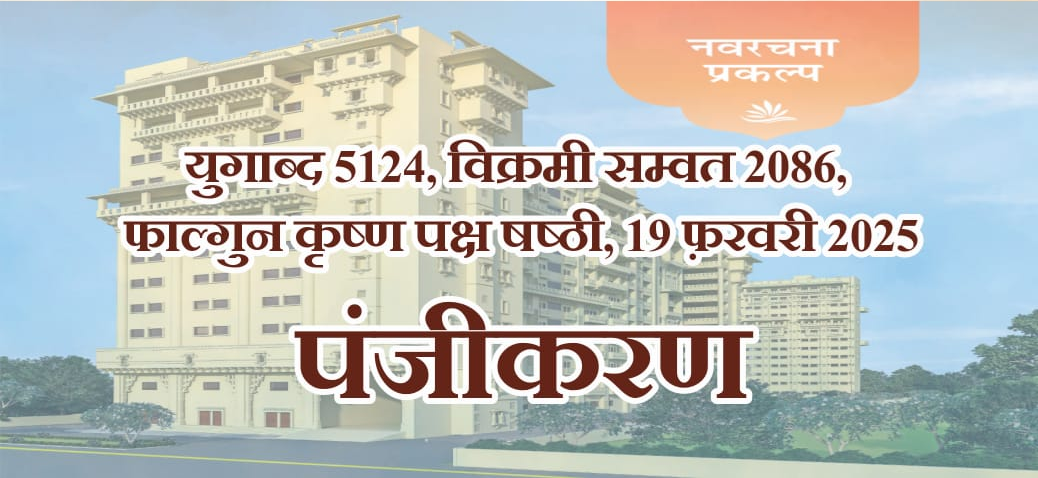 नवरचना
प्रकल्प
युगाब्द 5124, विक्रमी सम्वत 2086,
फाल्गुन कृष्ण पक्ष षष्ठी, 19 फ़रवरी 2025
पंजीकरण